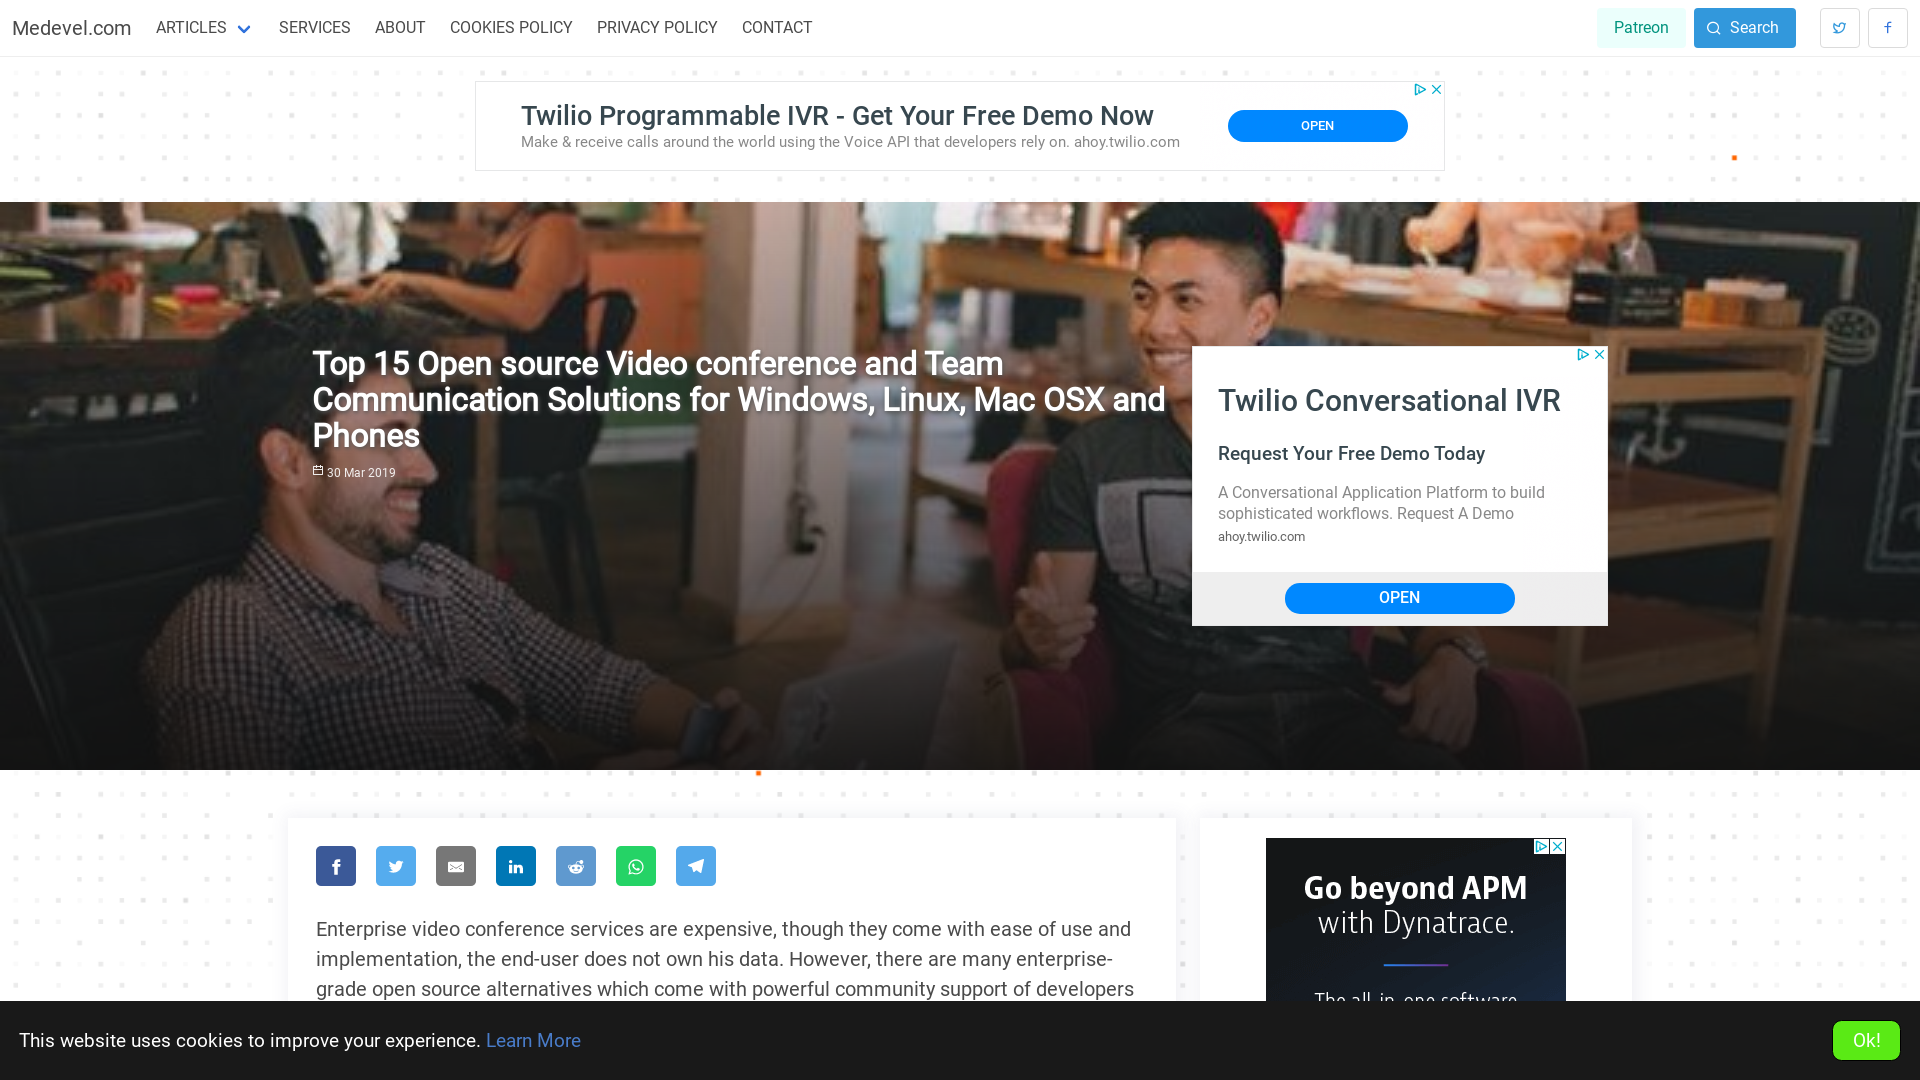 Medevel.com
ARTICLES
SERVICES
ABOUT
COOKIES POLICY
PRIVACY POLICY
CONTACT
Patreon
Search
Twilio Programmable IVR - Get Your Free Demo Now
Make & receive calls around the world using the Voice API that developers rely on. ahoy.twilio.com
OPEN
Top 15 Open source Video conference and Team
Communication Solutions for Windows, Linux, Mac OSX and
Phones
30 Mar 2019
Twilio Conversational IVR
Request Your Free Demo Today
A Conversational Application Platform to build
sophisticated workflows. Request A Demo
ahoy.twilio.com
OPEN
Enterprise video conference services are expensive, though they come with ease of use and
implementation, the end-user does not own his data. However, there are many enterprise-
grade open source alternatives which come with powerful community support of developers
Go beyond APM
with Dynatrace.
The all-in-one software
This website uses cookies to improve your experience. Learn More
Ok!